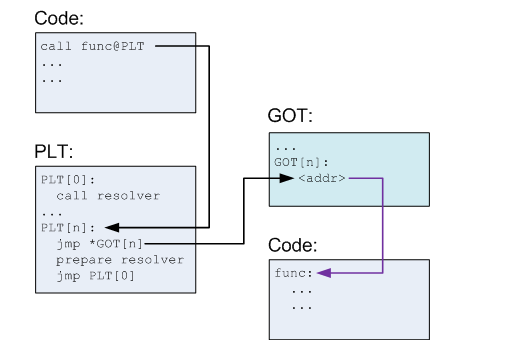 Code:
call func@PLT
...
...
PLT:
PLT[0]:
call resolver
...
PLT[n]:
jmp *GOT[n]
prepare resolver
jmp PLT[0]
GOT:
...
GOT[n]:
<addr>
Code:
func:
...
...